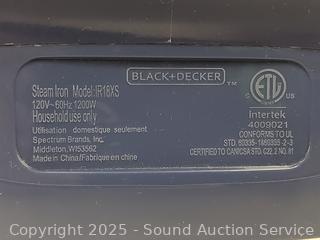 BLACK+DECKER™
Steam Iron Model:IR18XS
120V~60Hz 1200W
Household use only
Utilisation domestique seulement
Spectrum Brands, Inc.
Middleton, WI53562
Made in China/Fabriqué en chine
ETL
C US
Intertek
4009021
CONFORMS TO UL
STD. 60335-1&60335-2-3
CERTIFIED TO CAN/CSA STD. C22.2 NO. 81
Copyright 2025 - Sound Auction Service